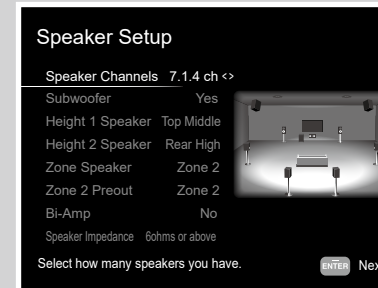 Speaker Setup
Speaker Channels 7.1.4 ch <>
Subwoofer Yes
Height 1 Speaker Top Middle
Height 2 Speaker Rear High
Zone Speaker Zone 2
Zone 2 Preout Zone 2
Bi-Amp No
Speaker Impedance 6ohms or above
Select how many speakers you have. ENTER Nex